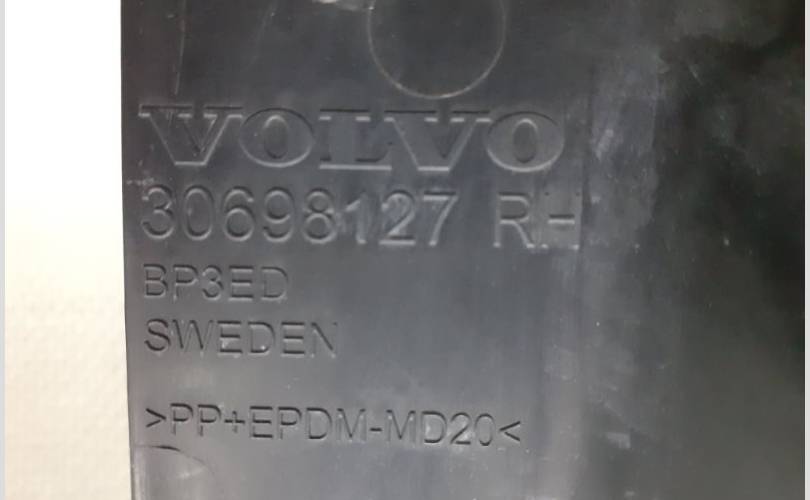 VOLVO
30698127 RH
BP3ED
SWEDEN
>PP+EPDM-MD20<